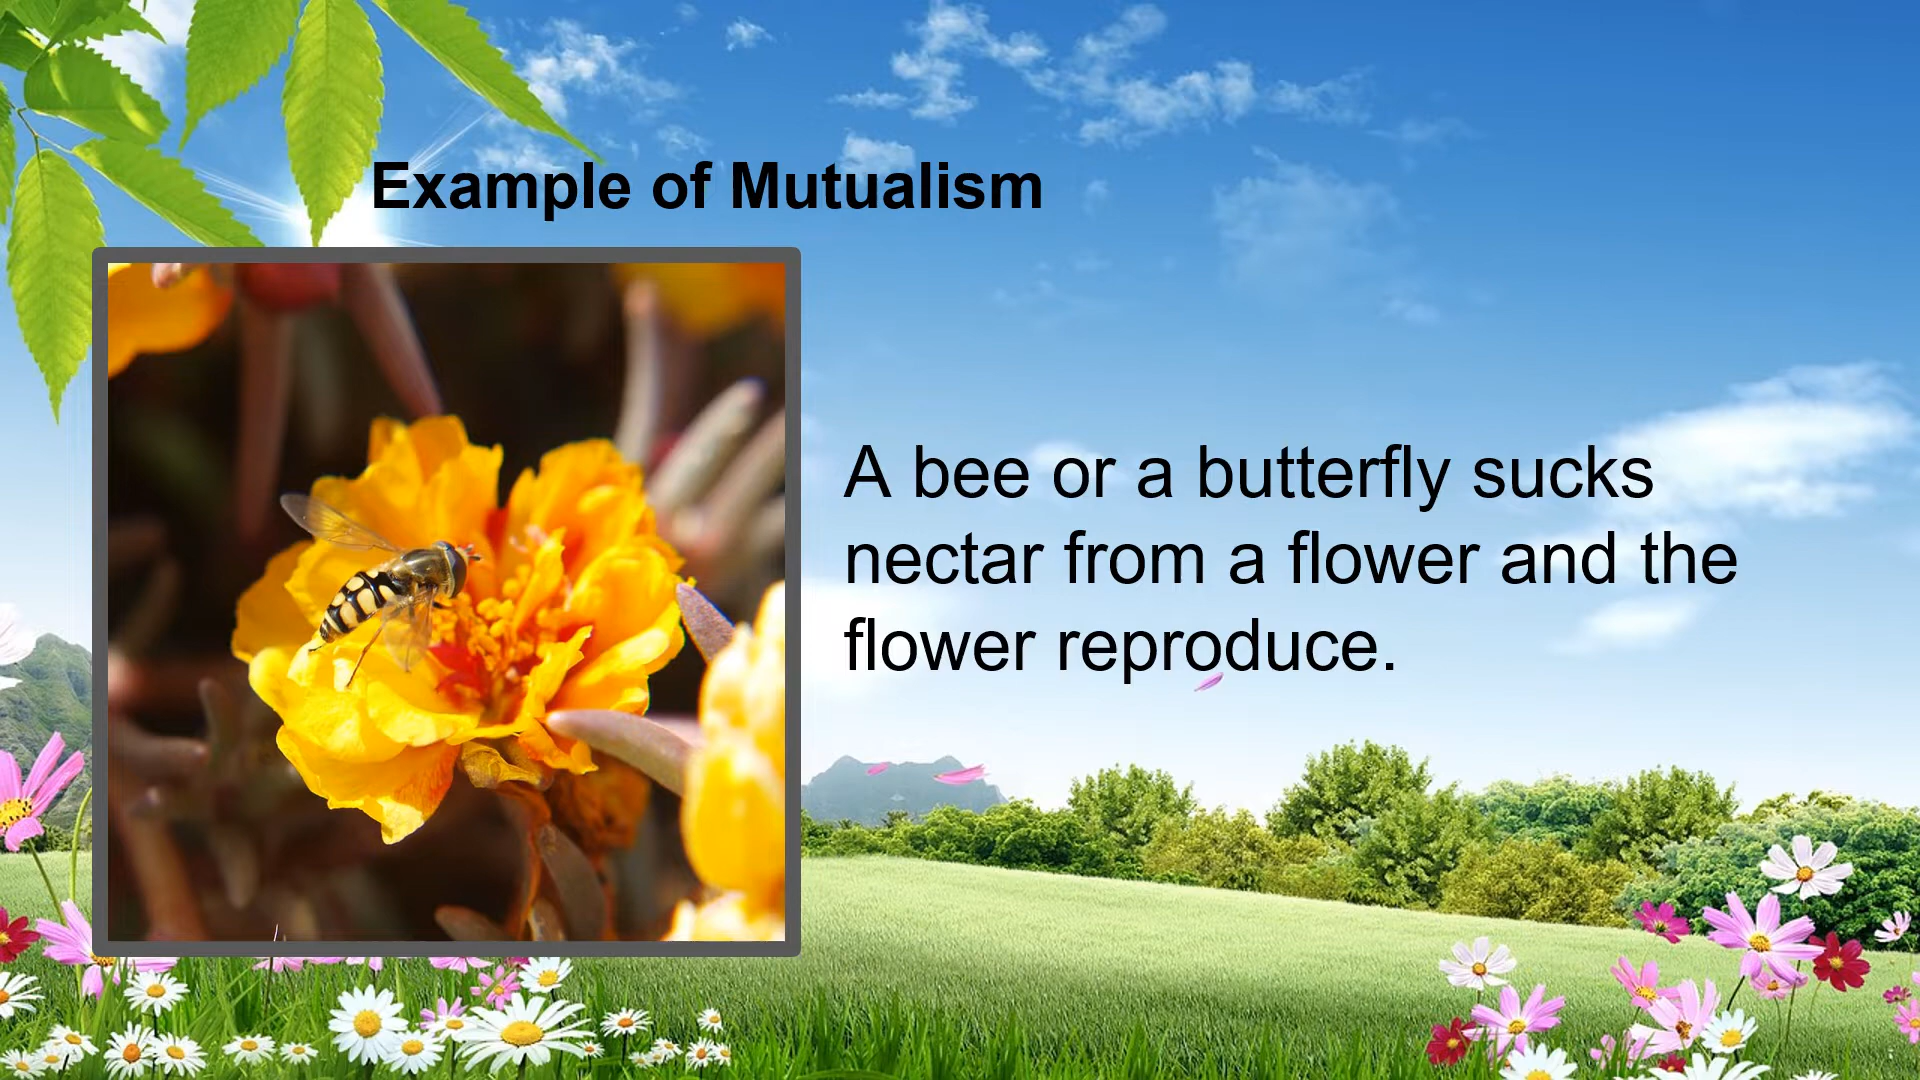 Example of Mutualism
A bee or a butterfly sucks
nectar from a flower and the
flower reproduce.